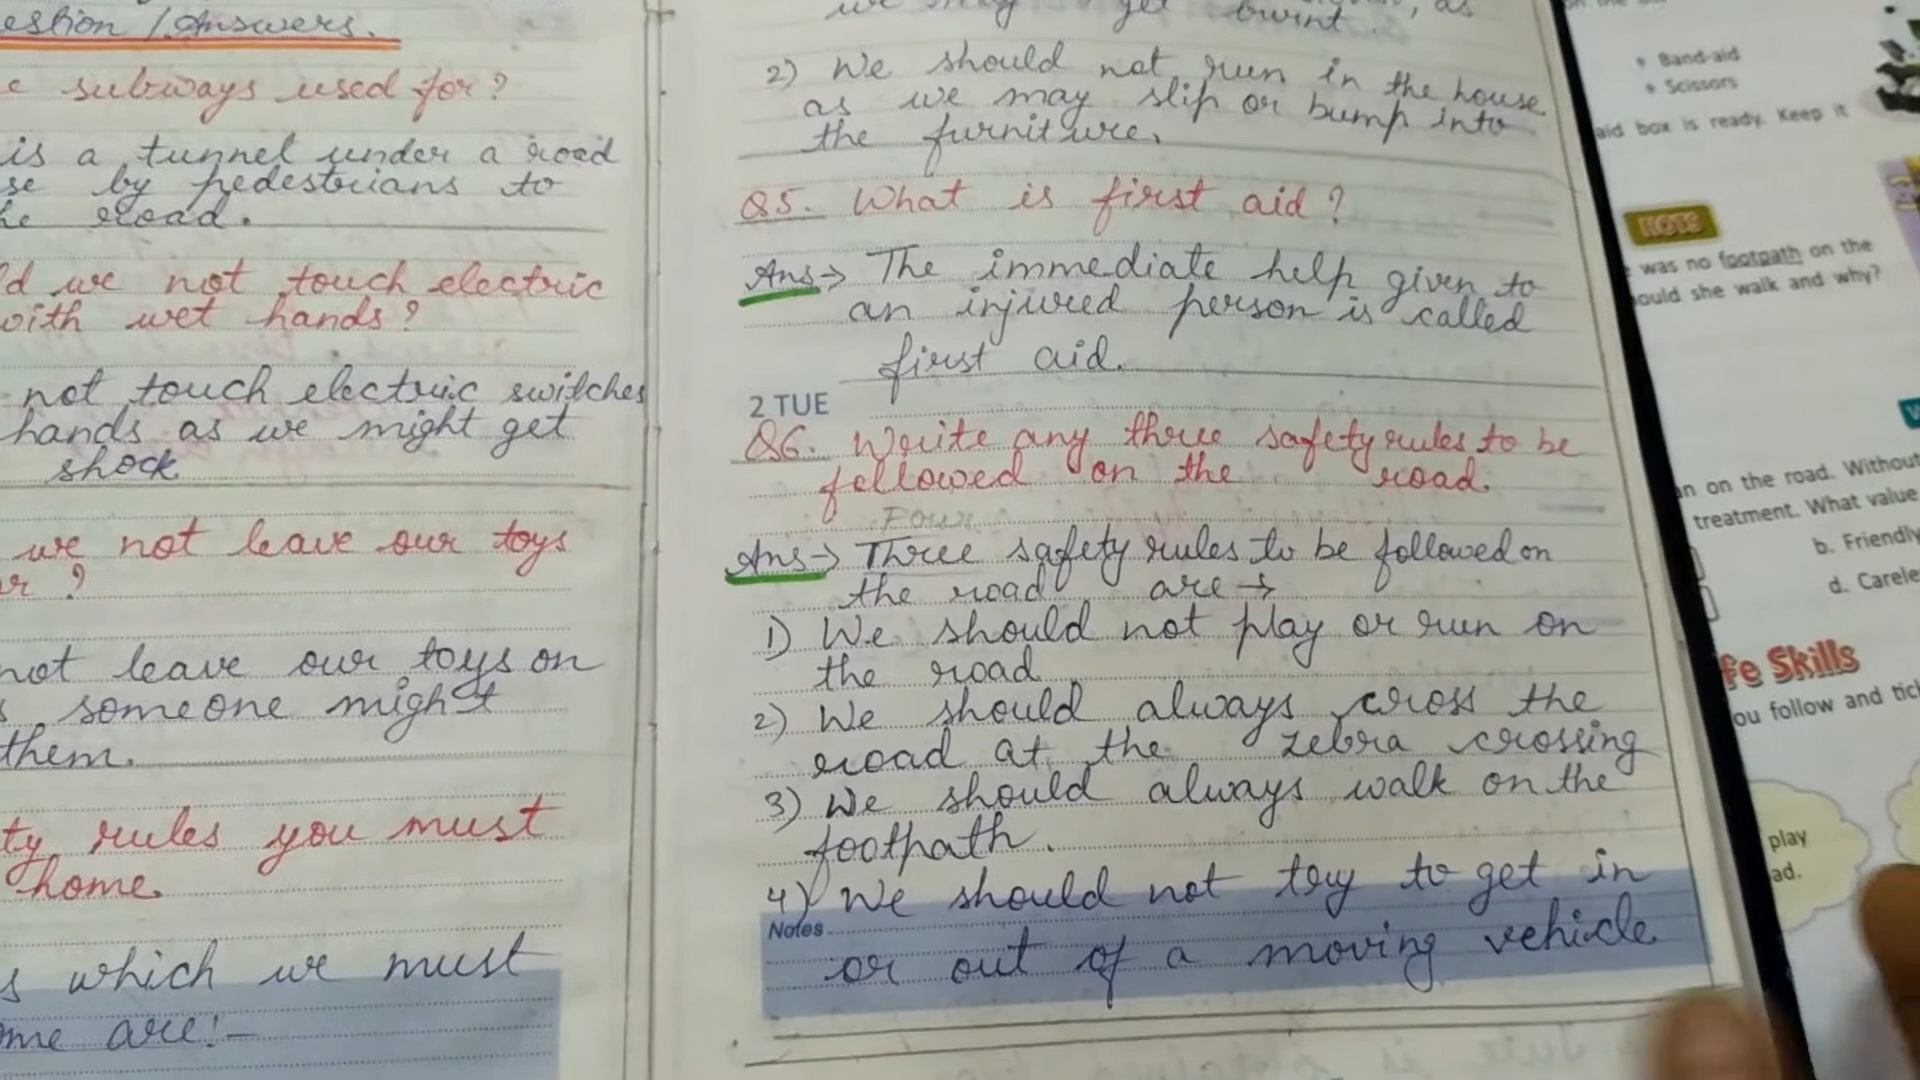 estion / Answers.
e subways used for?
is a tunnel under a road
se by pedestrians to
he road.
ld we not touch electric
with wet hands?
not touch electric switches
hands as we might get
shock
we not leave our toys
or ?
not leave our toys on
s someone might
them.
ty rules you must
home.
s which we must
ome are:-
we may get burnt.
2) We should not run in the house
as we may slip or bump into
the furniture.
Q5. What is first aid?
Ans→ The immediate help given to
an injured person is called
first aid.
2 TUE
Q6. Write any three safety rules to be
followed on the road.
Four
Ans→ Three safety rules to be followed on
the road are →
1) We should not play or run on
the road
2) We should always cross the
road at the zebra crossing
3) We should always walk on the
footpath.
4) We should not try to get in
Notes
or out of a moving vehicle
Band-aid
Scissors
aid box is ready. Keep it
HOTS
was no footpath on the
ould she walk and why?
n on the road. Without
treatment. What value
b. Friendly
d. Carele
fe Skills
ou follow and tick
play
ad.